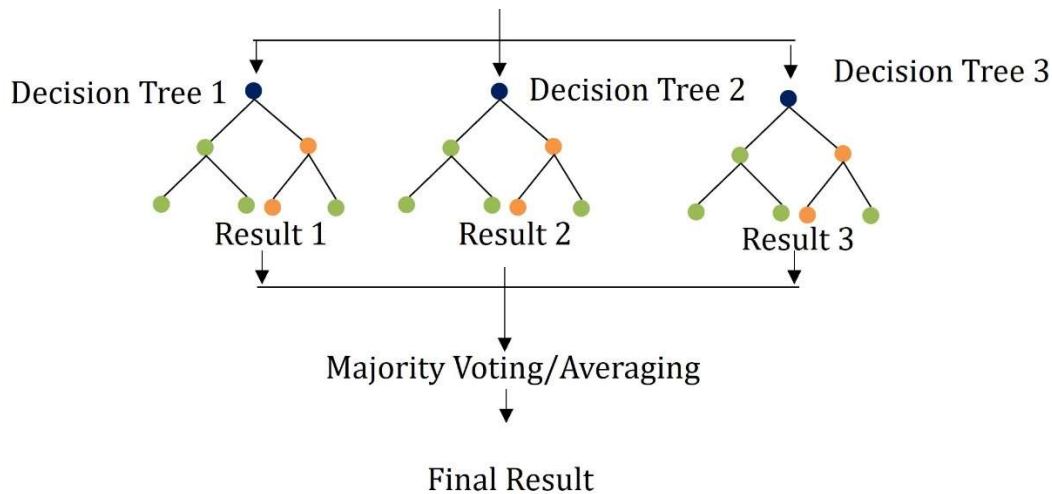 Decision Tree 1
Decision Tree 2
Decision Tree 3
Result 1
Result 2
Result 3
Majority Voting/Averaging
Final Result